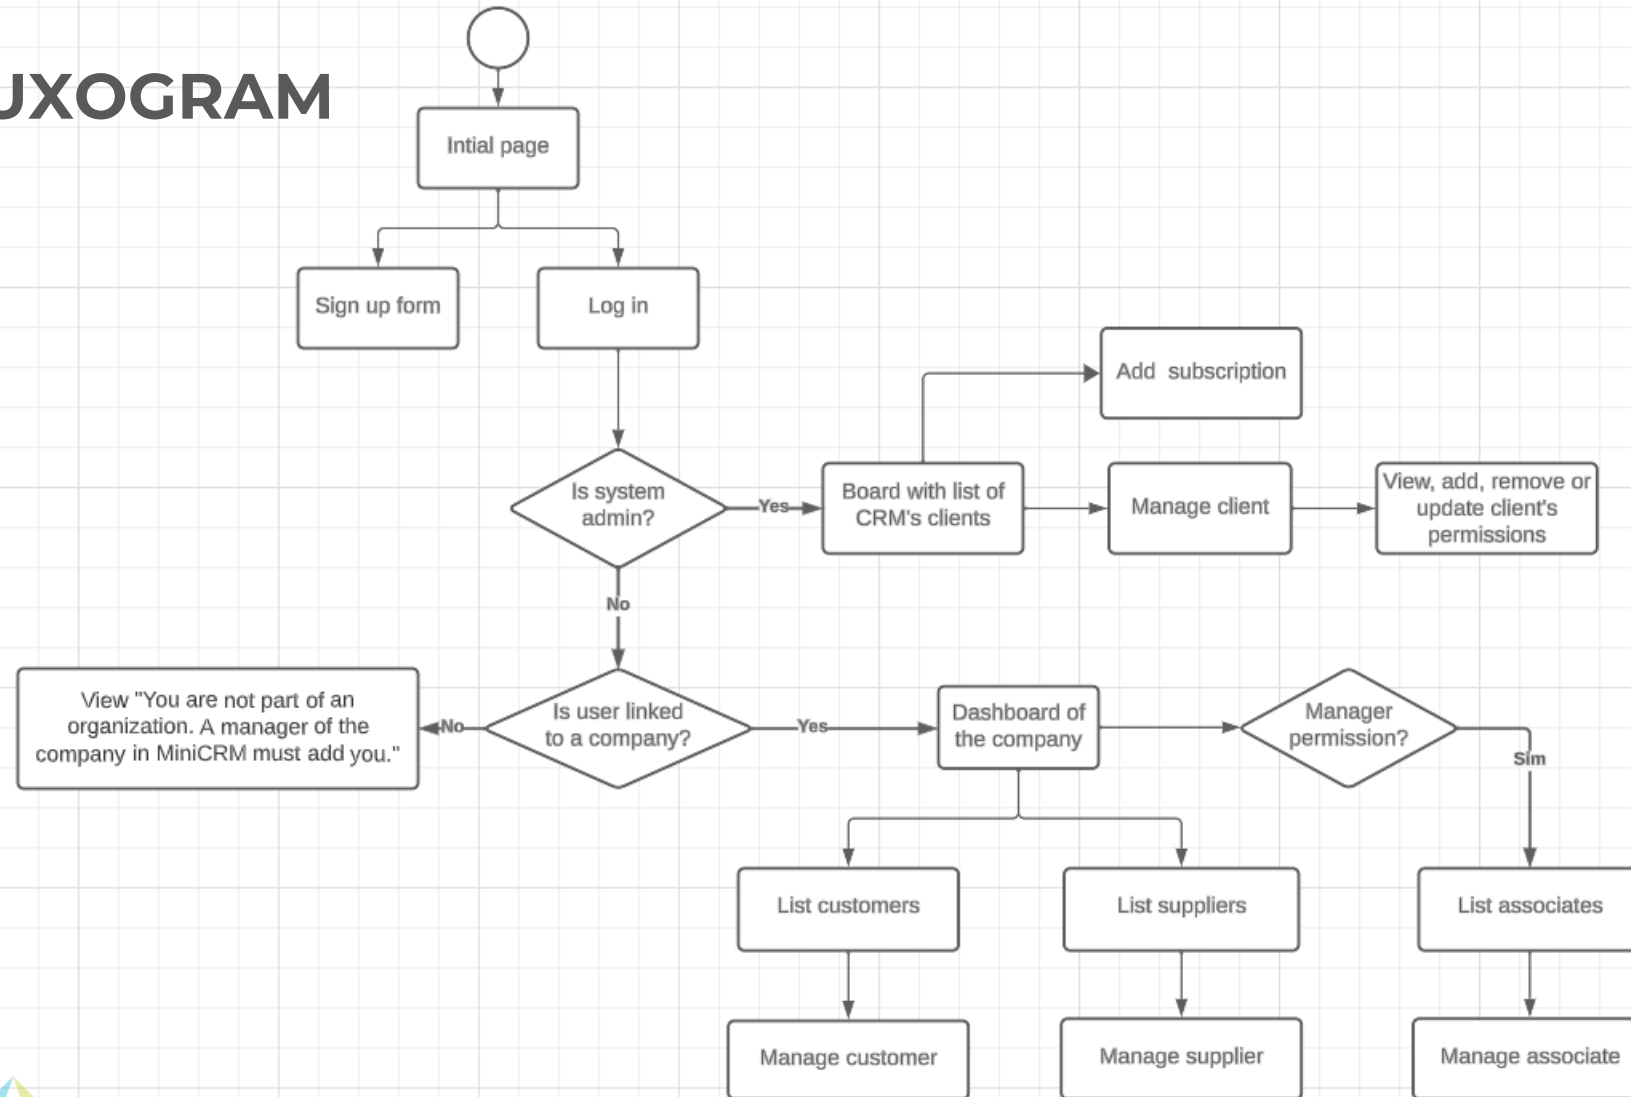 UXOGRAM
Intial page
Sign up form
Log in
Add subscription
Is system
admin?
Yes
Board with list of
CRM's clients
Manage client
View, add, remove or
update client's
permissions
No
View "You are not part of an
organization. A manager of the
company in MiniCRM must add you."
No
Is user linked
to a company?
Yes
Dashboard of
the company
Manager
permission?
Sim
List customers
List suppliers
List associates
Manage customer
Manage supplier
Manage associate